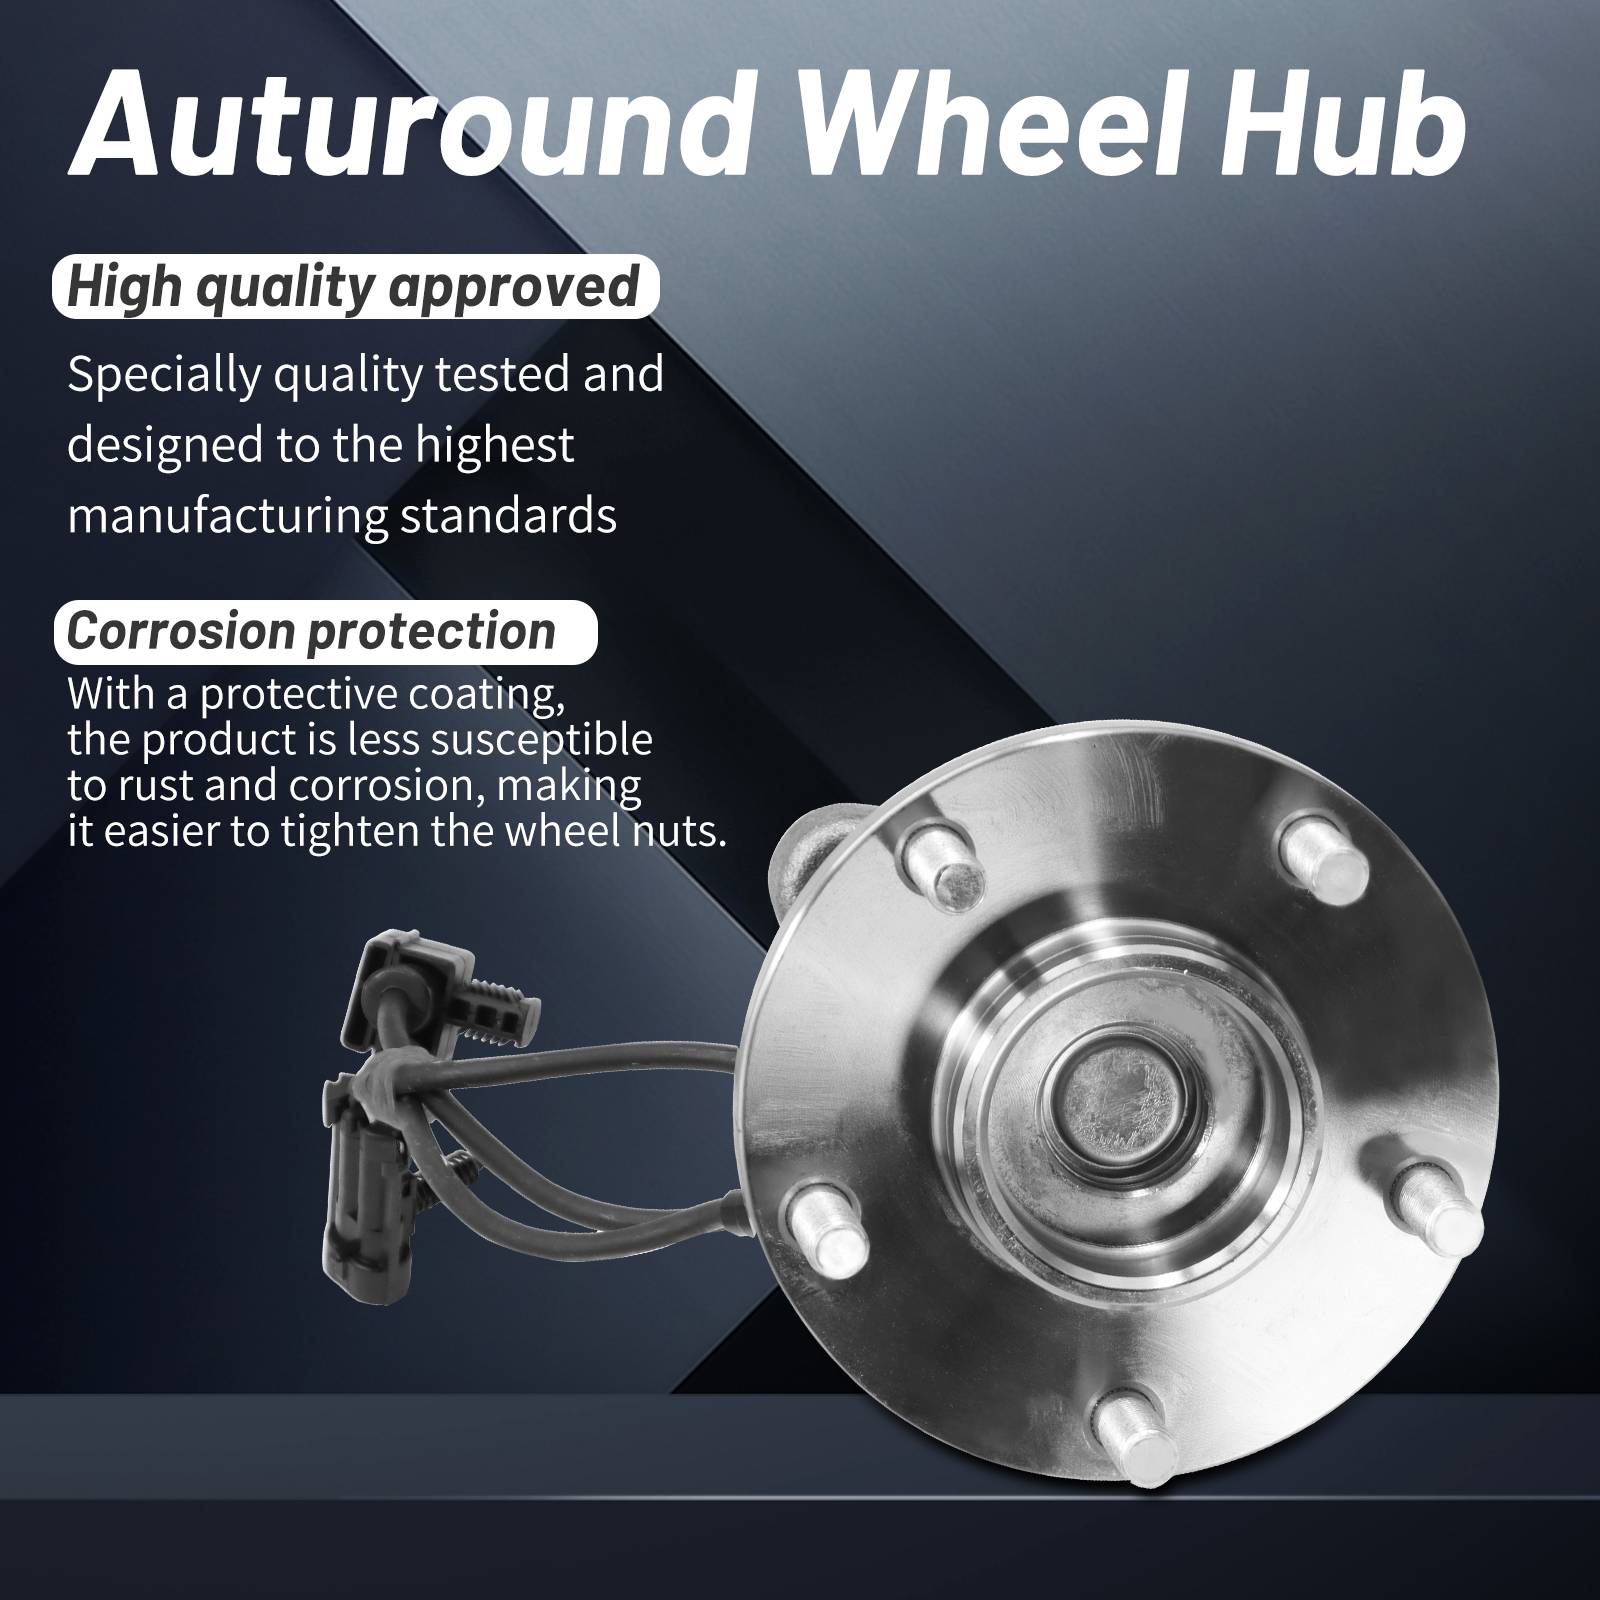 Auturound Wheel Hub
High quality approved
Specially quality tested and
designed to the highest
manufacturing standards
Corrosion protection
With a protective coating,
the product is less susceptible
to rust and corrosion, making
it easier to tighten the wheel nuts.